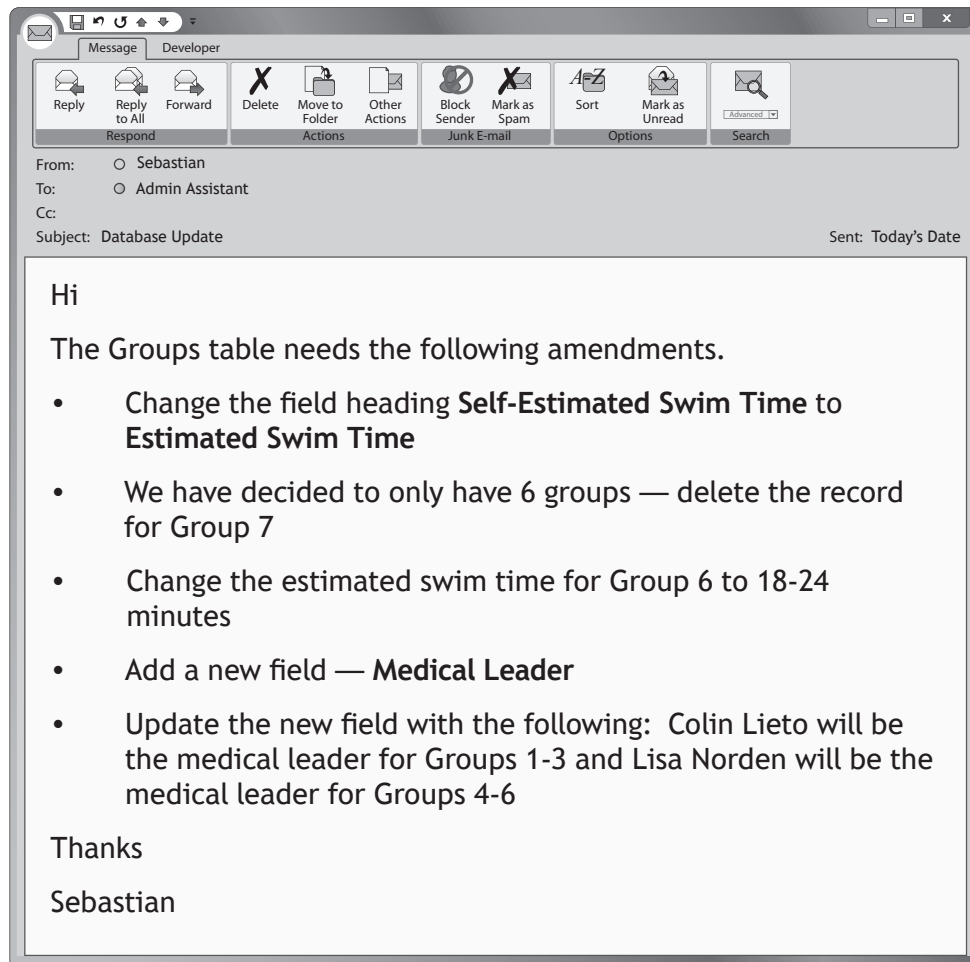 Message Developer
Reply Reply to All Forward Delete Move to Folder Other Actions Block Sender Mark as Spam A=Z Sort Mark as Unread Advanced
Respond Actions Junk E-mail Options Search
From: Sebastian
To: Admin Assistant
Cc:
Subject: Database Update Sent: Today's Date
Hi
The Groups table needs the following amendments.
• Change the field heading Self-Estimated Swim Time to
Estimated Swim Time
• We have decided to only have 6 groups — delete the record
for Group 7
• Change the estimated swim time for Group 6 to 18-24
minutes
• Add a new field — Medical Leader
• Update the new field with the following: Colin Lieto will be
the medical leader for Groups 1-3 and Lisa Norden will be the
medical leader for Groups 4-6
Thanks
Sebastian